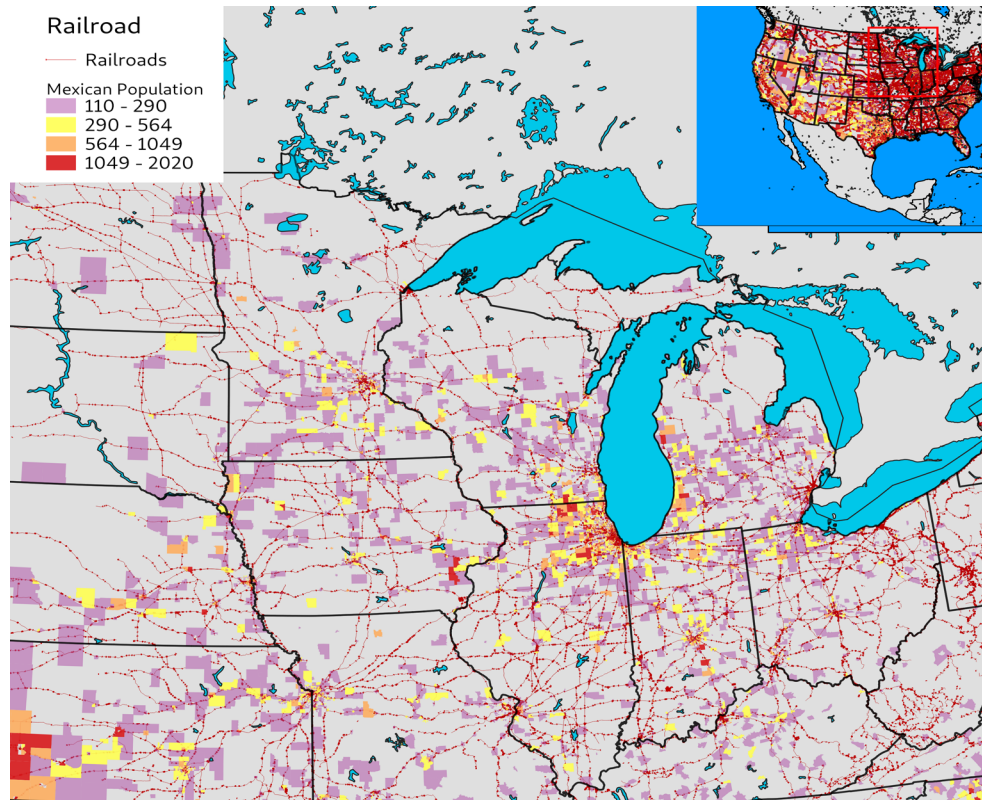 Railroad
Railroads
Mexican Population
110 - 290
290 - 564
564 - 1049
1049 - 2020